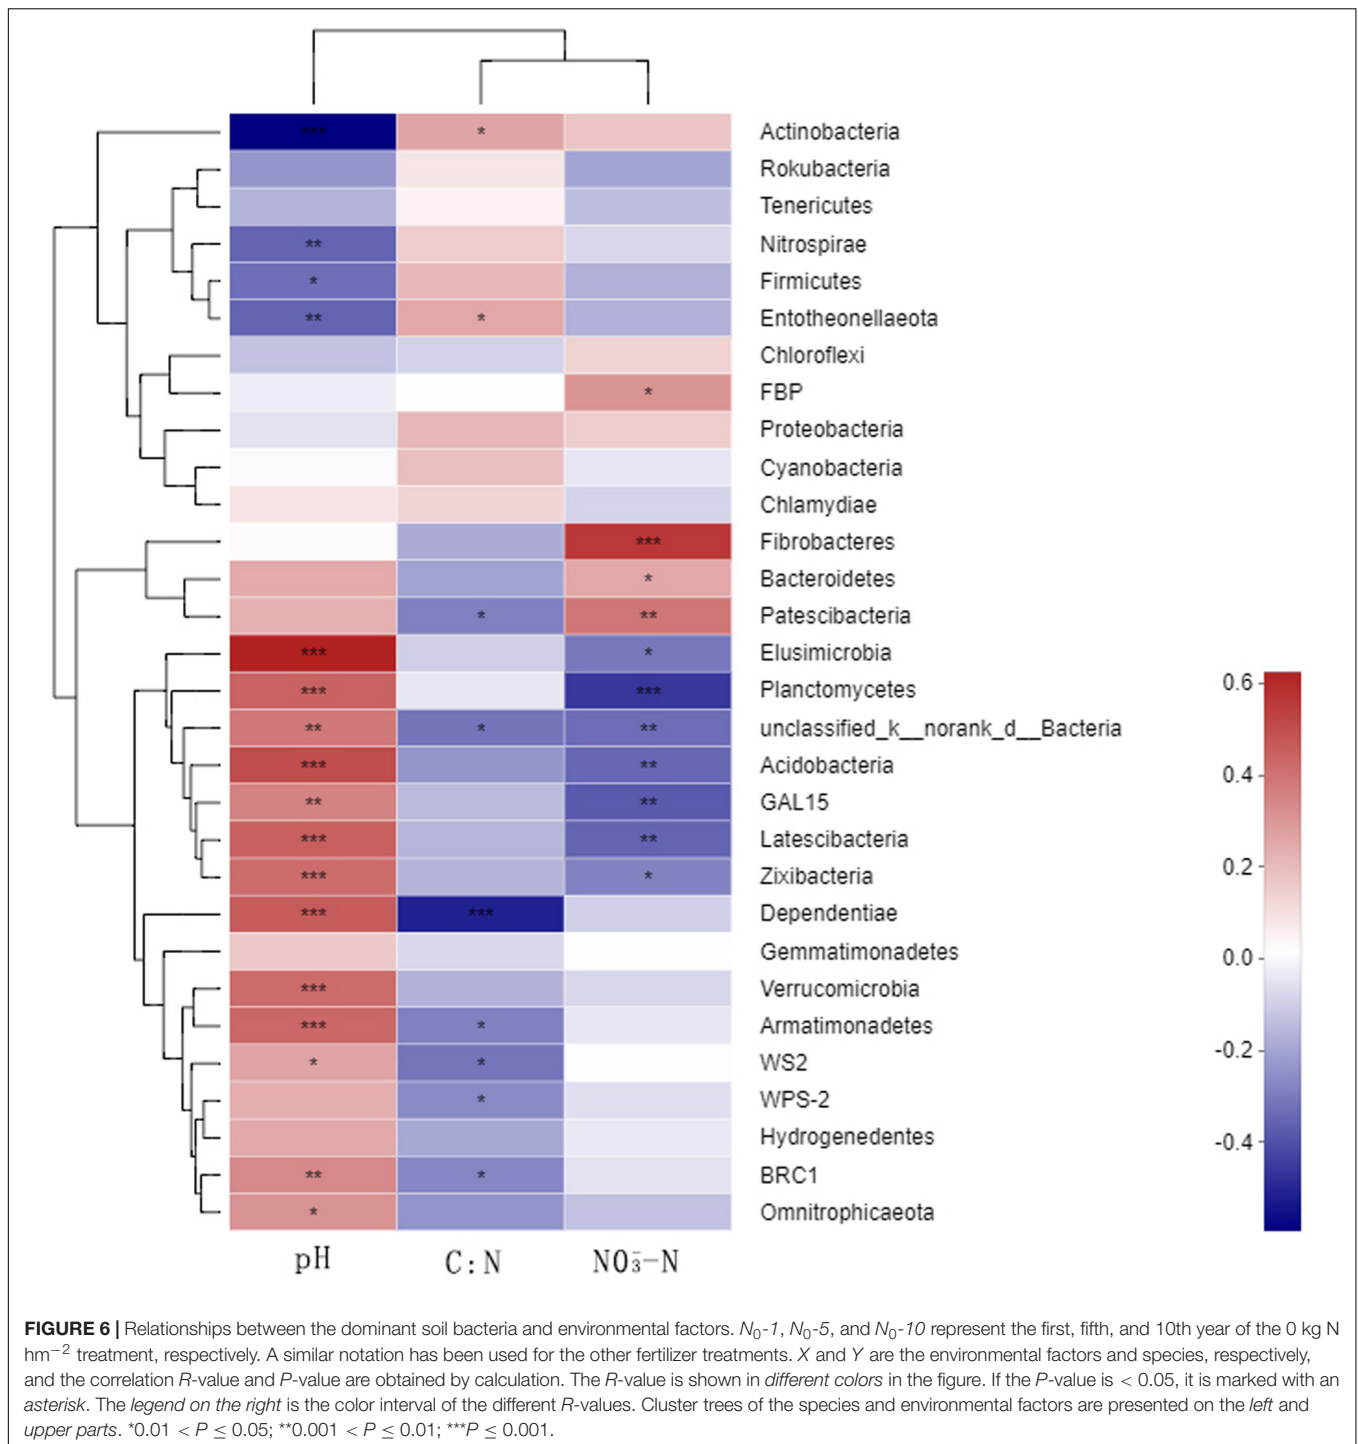 *** * Actinobacteria
Rokubacteria
Tenericutes
** Nitrospirae
* Firmicutes
** * Entotheonellaeota
Chloroflexi
* FBP
Proteobacteria
Cyanobacteria
Chlamydiae
*** Fibrobacteres
* Bacteroidetes
* ** Patescibacteria
*** * Elusimicrobia
*** *** Planctomycetes
** * ** unclassified_k__norank_d__Bacteria
*** ** Acidobacteria
** ** GAL15
*** ** Latescibacteria
*** * Zixibacteria
*** *** Dependentiae
Gemmatimonadetes
*** Verrucomicrobia
*** * Armatimonadetes
* * WS2
* WPS-2
Hydrogenedentes
** * BRC1
* Omnitrophicaeota
pH C:N NO₃⁻-N
0.6
0.4
0.2
0.0
-0.2
-0.4
FIGURE 6 | Relationships between the dominant soil bacteria and environmental factors. N₀-1, N₀-5, and N₀-10 represent the first, fifth, and 10th year of the 0 kg N
hm⁻² treatment, respectively. A similar notation has been used for the other fertilizer treatments. X and Y are the environmental factors and species, respectively,
and the correlation R-value and P-value are obtained by calculation. The R-value is shown in different colors in the figure. If the P-value is < 0.05, it is marked with an
asterisk. The legend on the right is the color interval of the different R-values. Cluster trees of the species and environmental factors are presented on the left and
upper parts. *0.01 < P ≤ 0.05; **0.001 < P ≤ 0.01; ***P ≤ 0.001.